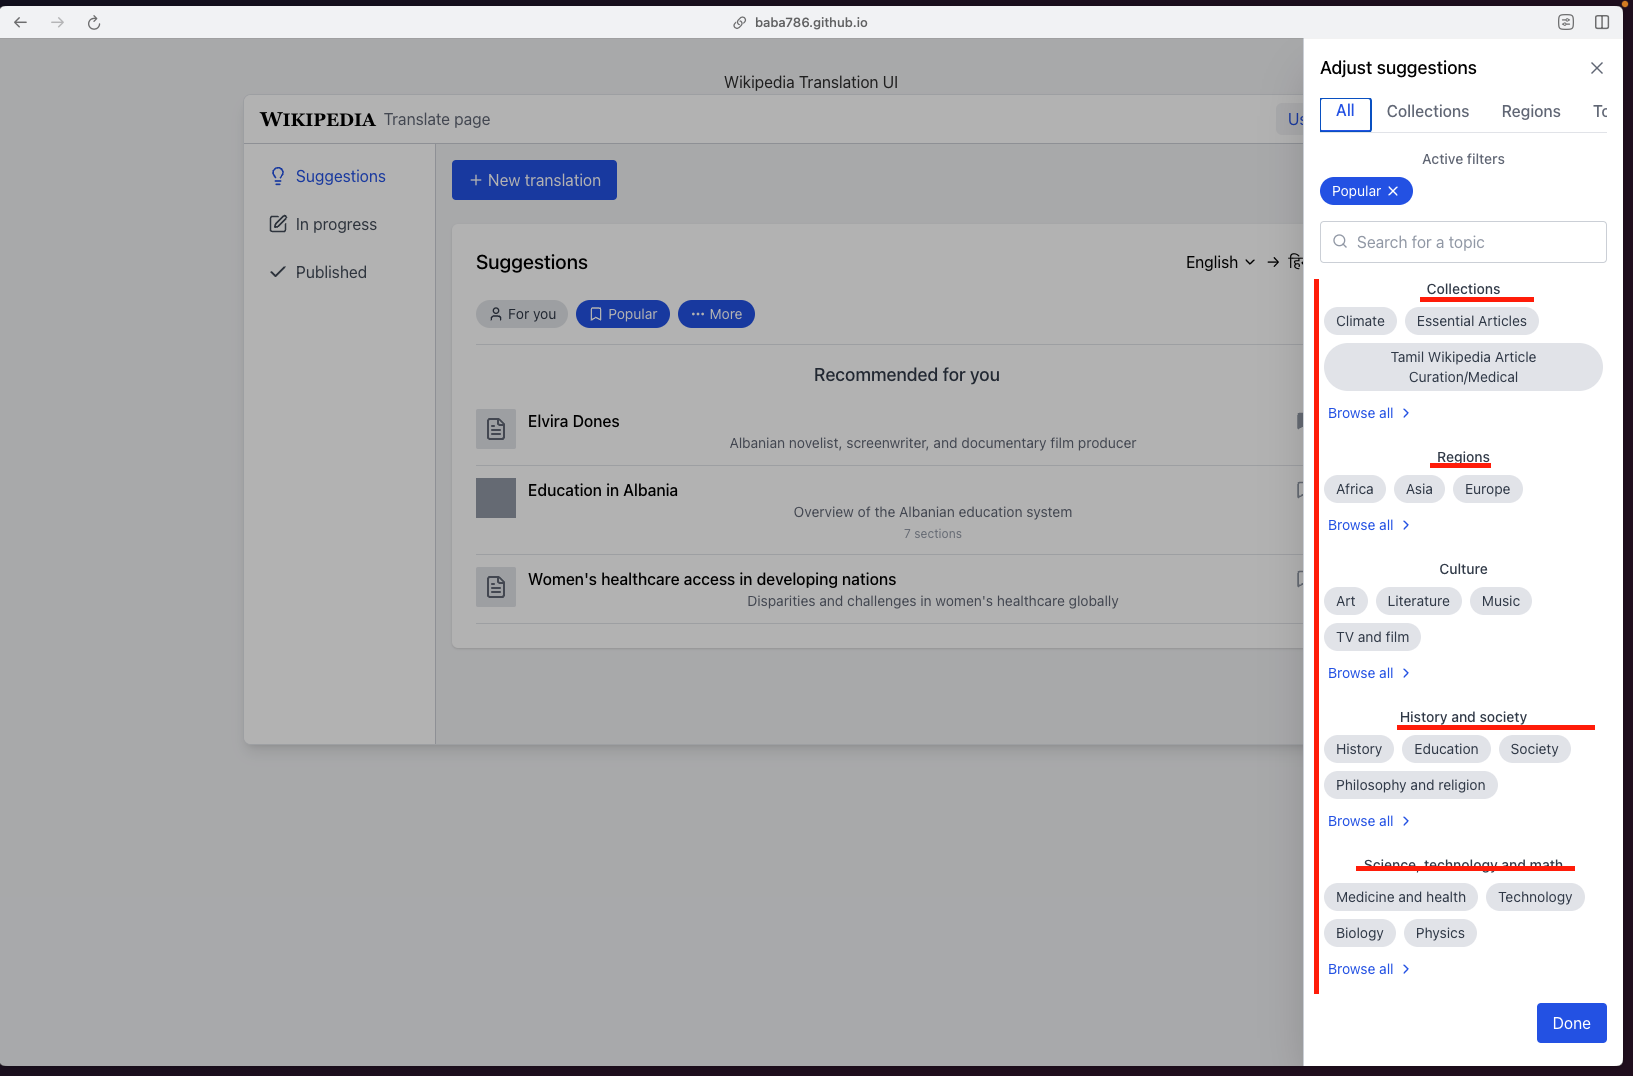 baba786.github.io
Wikipedia Translation UI
WIKIPEDIA Translate page
Us
Suggestions
In progress
Published
+ New translation
Suggestions
English
For you
Popular
More
Recommended for you
Elvira Dones
Albanian novelist, screenwriter, and documentary film producer
Education in Albania
Overview of the Albanian education system
7 sections
Women's healthcare access in developing nations
Disparities and challenges in women's healthcare globally
Adjust suggestions
All Collections Regions To
Active filters
Popular
Search for a topic
Collections
Climate Essential Articles
Tamil Wikipedia Article
Curation/Medical
Browse all
Regions
Africa Asia Europe
Browse all
Culture
Art Literature Music
TV and film
Browse all
History and society
History Education Society
Philosophy and religion
Browse all
Science, technology and math
Medicine and health Technology
Biology Physics
Browse all
Done